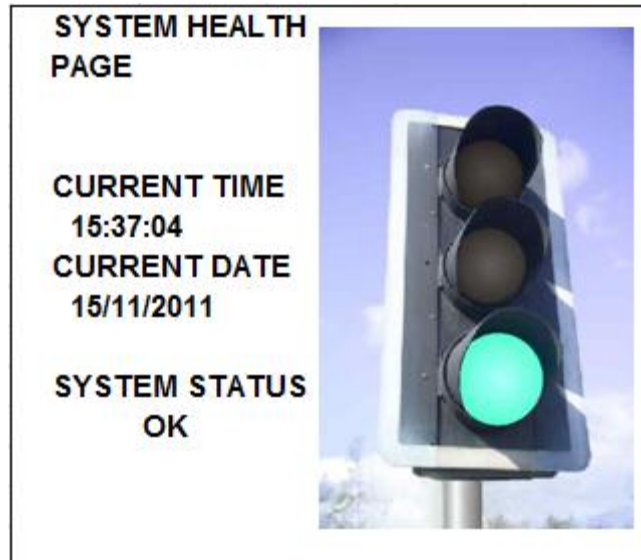 SYSTEM HEALTH
PAGE
CURRENT TIME
15:37:04
CURRENT DATE
15/11/2011
SYSTEM STATUS
OK